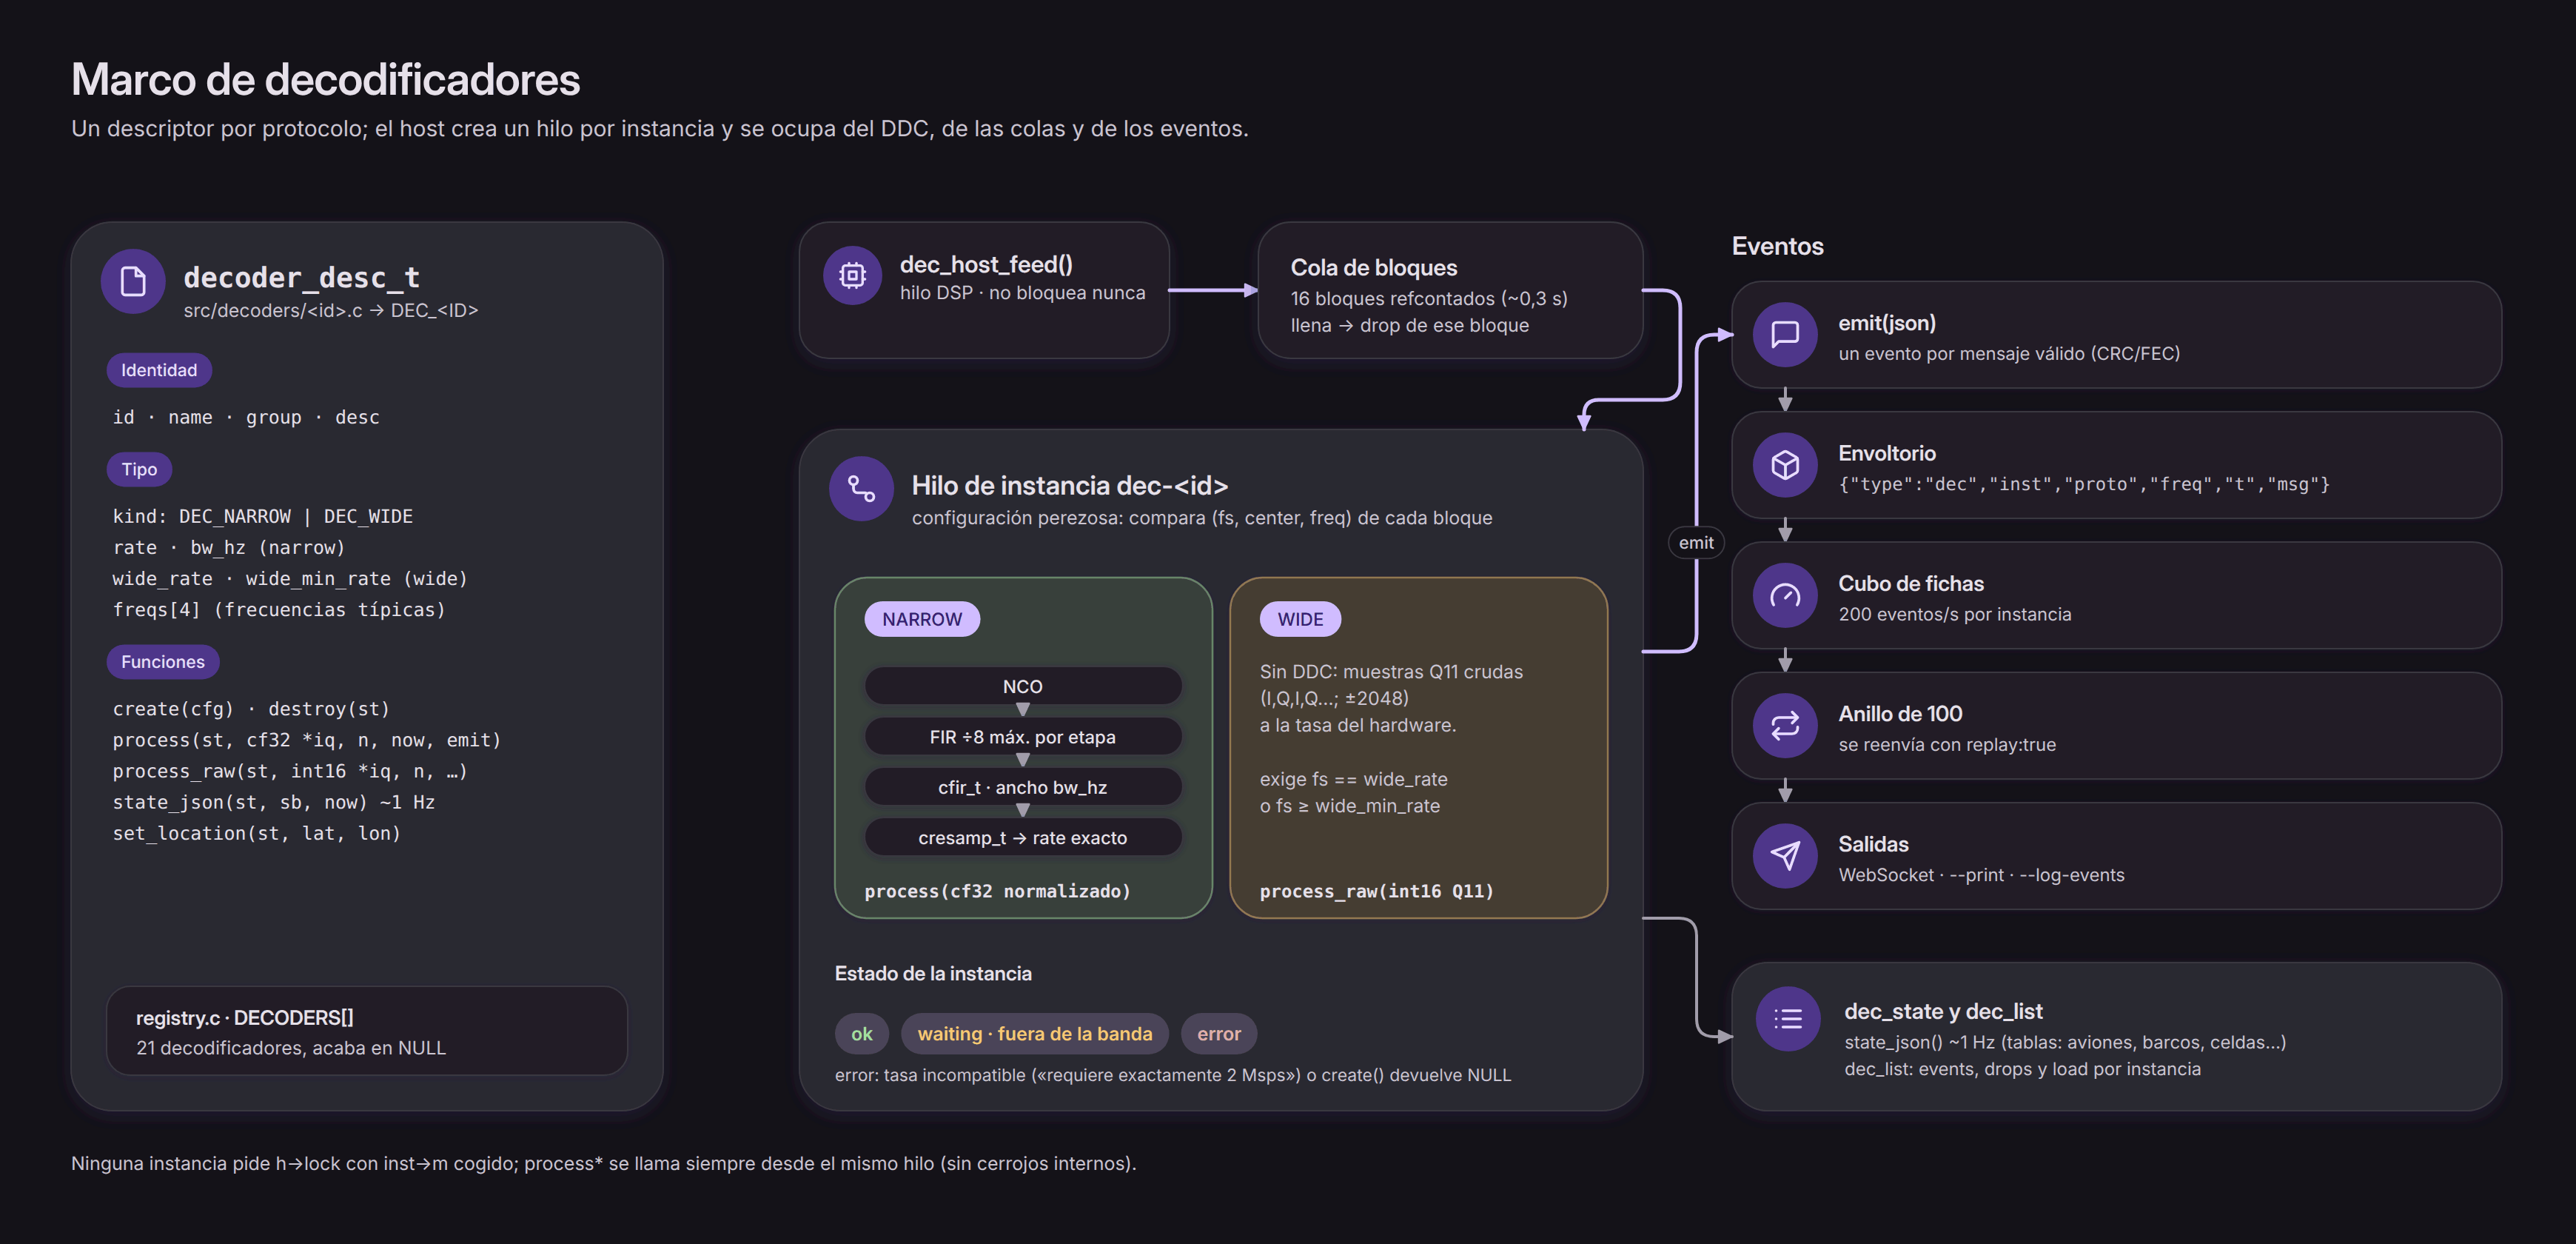 Marco de decodificadores
Un descriptor por protocolo; el host crea un hilo por instancia y se ocupa del DDC, de las colas y de los eventos.
decoder_desc_t
src/decoders/<id>.c → DEC_<ID>
Identidad
id · name · group · desc
Tipo
kind: DEC_NARROW | DEC_WIDE
rate · bw_hz (narrow)
wide_rate · wide_min_rate (wide)
freqs[4] (frecuencias típicas)
Funciones
create(cfg) · destroy(st)
process(st, cf32 *iq, n, now, emit)
process_raw(st, int16 *iq, n, …)
state_json(st, sb, now) ~1 Hz
set_location(st, lat, lon)
registry.c · DECODERS[]
21 decodificadores, acaba en NULL
dec_host_feed()
hilo DSP · no bloquea nunca
Cola de bloques
16 bloques refcontados (~0,3 s)
llena → drop de ese bloque
Hilo de instancia dec-<id>
configuración perezosa: compara (fs, center, freq) de cada bloque
NARROW
NCO
FIR ÷8 máx. por etapa
cfir_t · ancho bw_hz
cresamp_t → rate exacto
process(cf32 normalizado)
WIDE
Sin DDC: muestras Q11 crudas
(I,Q,I,Q…; ±2048)
a la tasa del hardware.
exige fs == wide_rate
o fs ≥ wide_min_rate
process_raw(int16 Q11)
Estado de la instancia
ok
waiting · fuera de la banda
error
error: tasa incompatible («requiere exactamente 2 Msps») o create() devuelve NULL
emit
Eventos
emit(json)
un evento por mensaje válido (CRC/FEC)
Envoltorio
{"type":"dec","inst","proto","freq","t","msg"}
Cubo de fichas
200 eventos/s por instancia
Anillo de 100
se reenvía con replay:true
Salidas
WebSocket · --print · --log-events
dec_state y dec_list
state_json() ~1 Hz (tablas: aviones, barcos, celdas…)
dec_list: events, drops y load por instancia
Ninguna instancia pide h→lock con inst→m cogido; process* se llama siempre desde el mismo hilo (sin cerrojos internos).